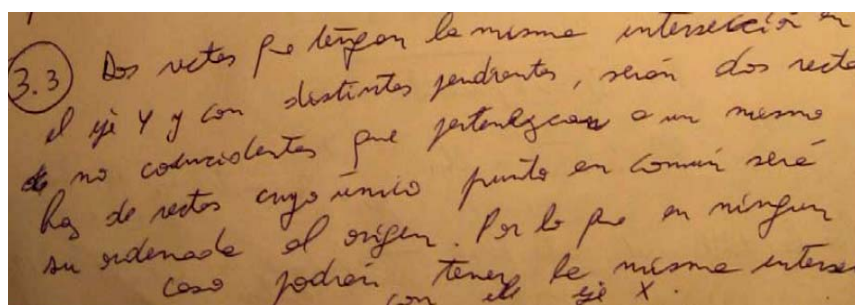 3.3) Dos rectas que tengan la misma intersección en
el eje Y y con distintas pendientes, serán dos recta
no coincidentes que pertenezcan a un mismo
haz de rectas cuyo único punto en común será
su ordenada al origen. Por lo que en ningun
caso podrán tener la misma interse
con el eje X.